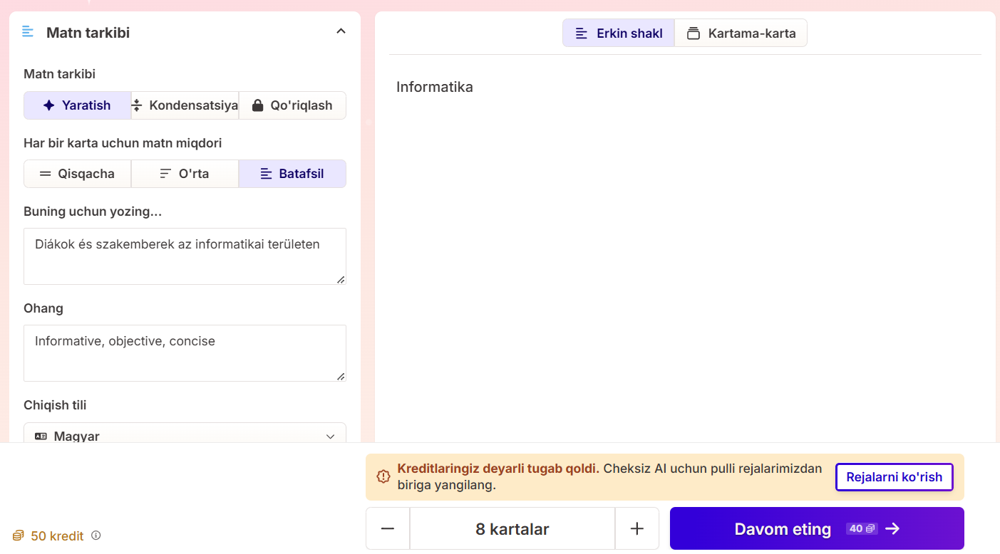 Matn tarkibi
Matn tarkibi
Yaratish
Kondensatsiya
Qo'riqlash
Har bir karta uchun matn miqdori
Qisqacha
O'rta
Batafsil
Buning uchun yozing...
Diákok és szakemberek az informatikai területen
Ohang
Informative, objective, concise
Chiqish tili
Magyar
50 kredit
Erkin shakl
Kartama-karta
Informatika
Kreditlaringiz deyarli tugab qoldi. Cheksiz AI uchun pulli rejalarimizdan
biriga yangilang.
Rejalarni ko'rish
8 kartalar
Davom eting
40